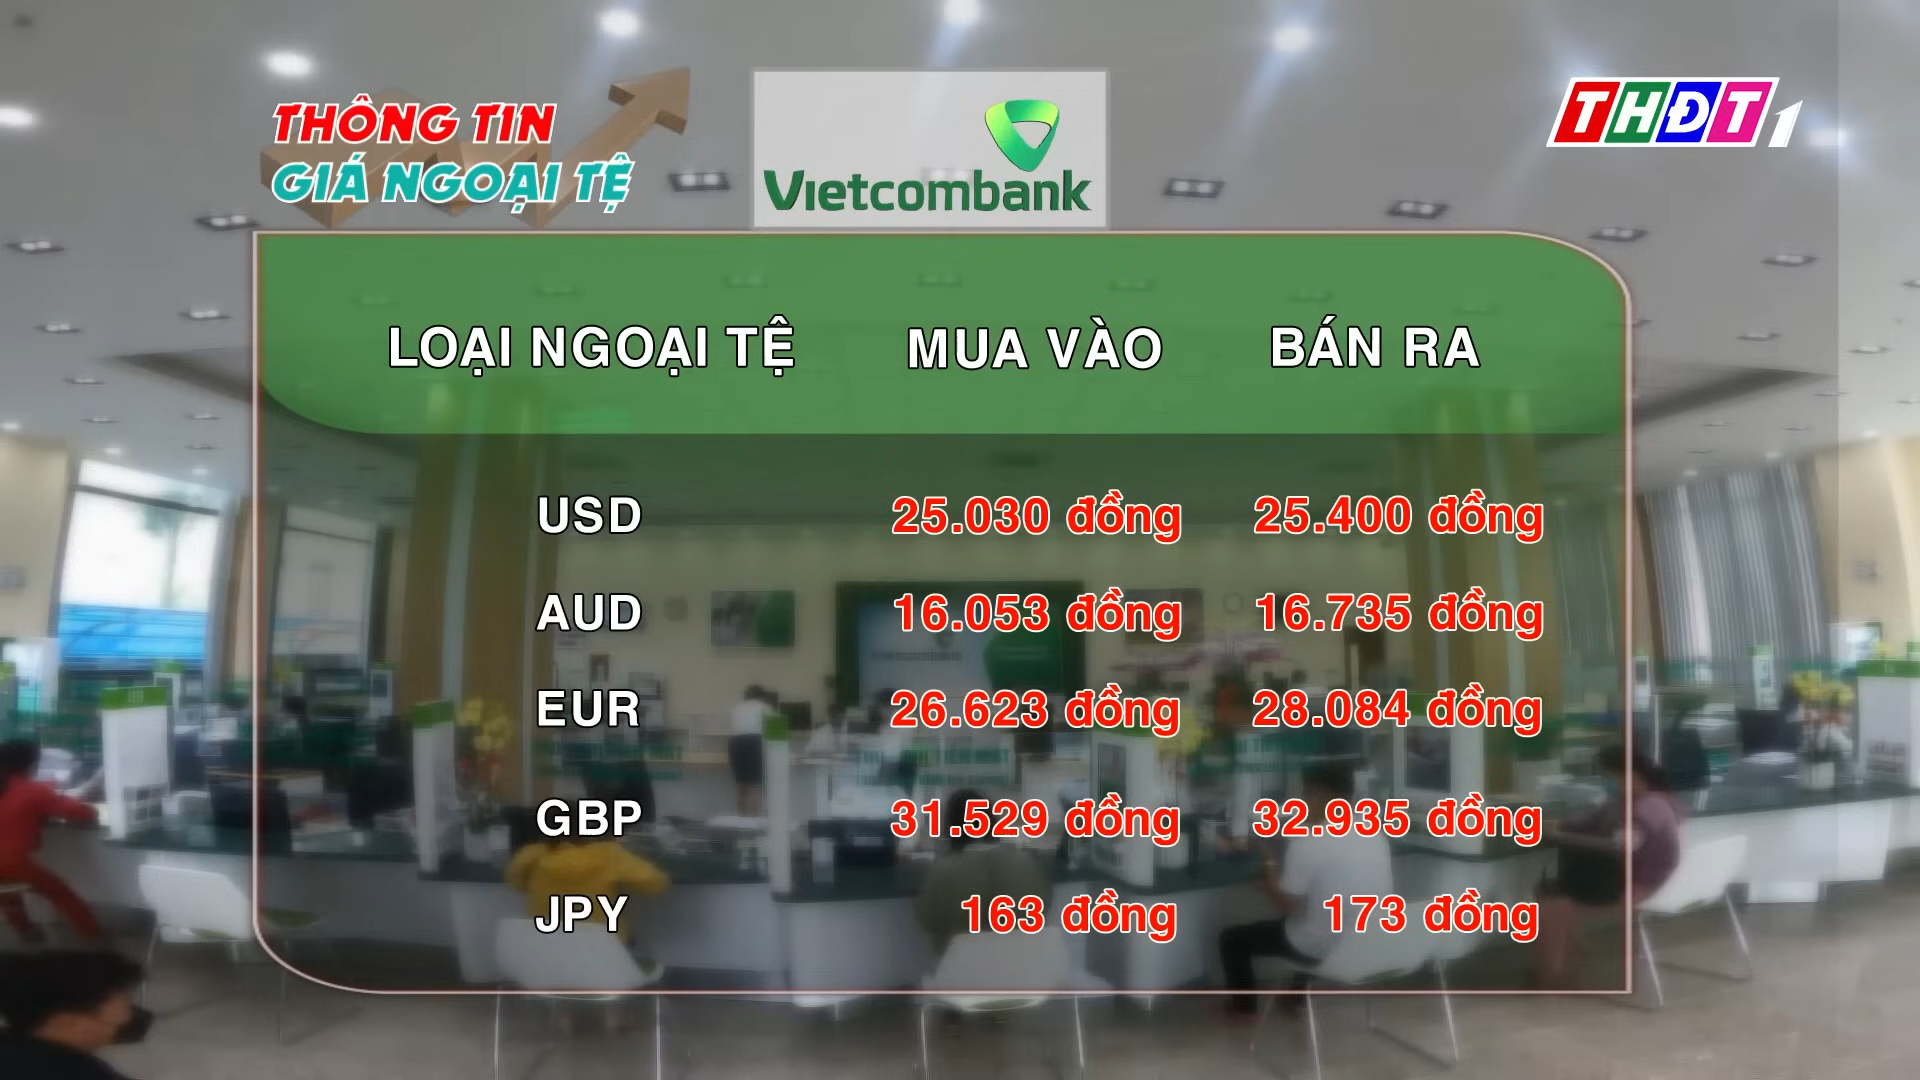 THÔNG TIN
GIÁ NGOẠI TỆ
Vietcombank
THĐT1
LOẠI NGOẠI TỆ MUA VÀO BÁN RA
USD 25.030 đồng 25.400 đồng
AUD 16.053 đồng 16.735 đồng
EUR 26.623 đồng 28.084 đồng
GBP 31.529 đồng 32.935 đồng
JPY 163 đồng 173 đồng